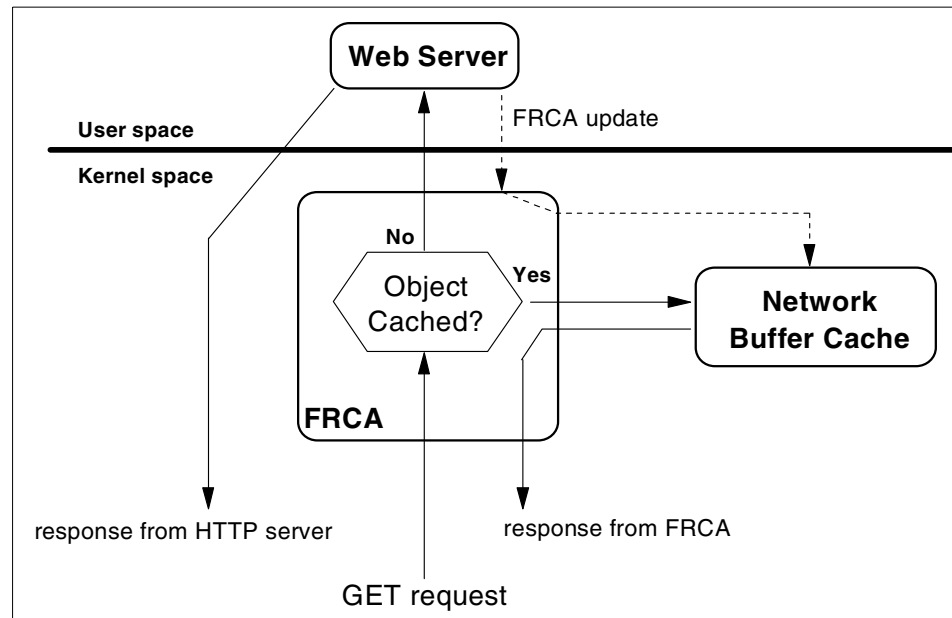 Web Server
FRCA update
User space
Kernel space
No
Yes
Object
Cached?
Network
Buffer Cache
FRCA
response from HTTP server
response from FRCA
GET request